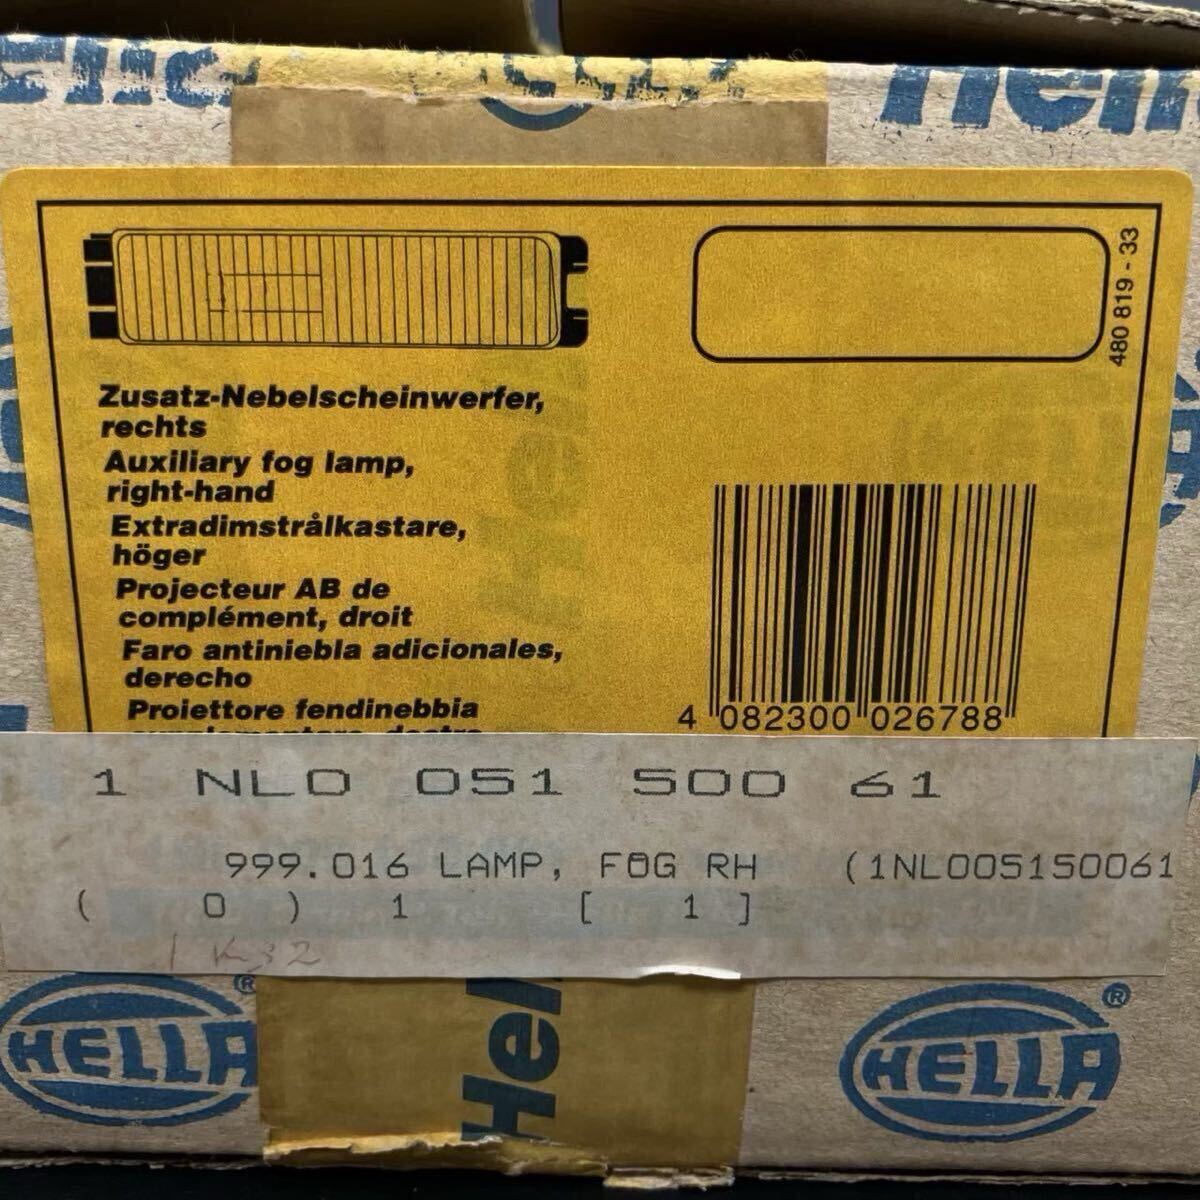 Hella
480 819 - 33
Zusatz-Nebelscheinwerfer,
rechts
Auxiliary fog lamp,
right-hand
Extradimstrålkastare,
höger
Projecteur AB de
complément, droit
Faro antiniebla adicionales,
derecho
Proiettore fendinebbia
4 082300 026788
1 NLO 051 500 61
999.016 LAMP, FOG RH (1NL005150061
( 0 ) 1 [ 1 ]
HELLA ®
Hel
HELLA ®